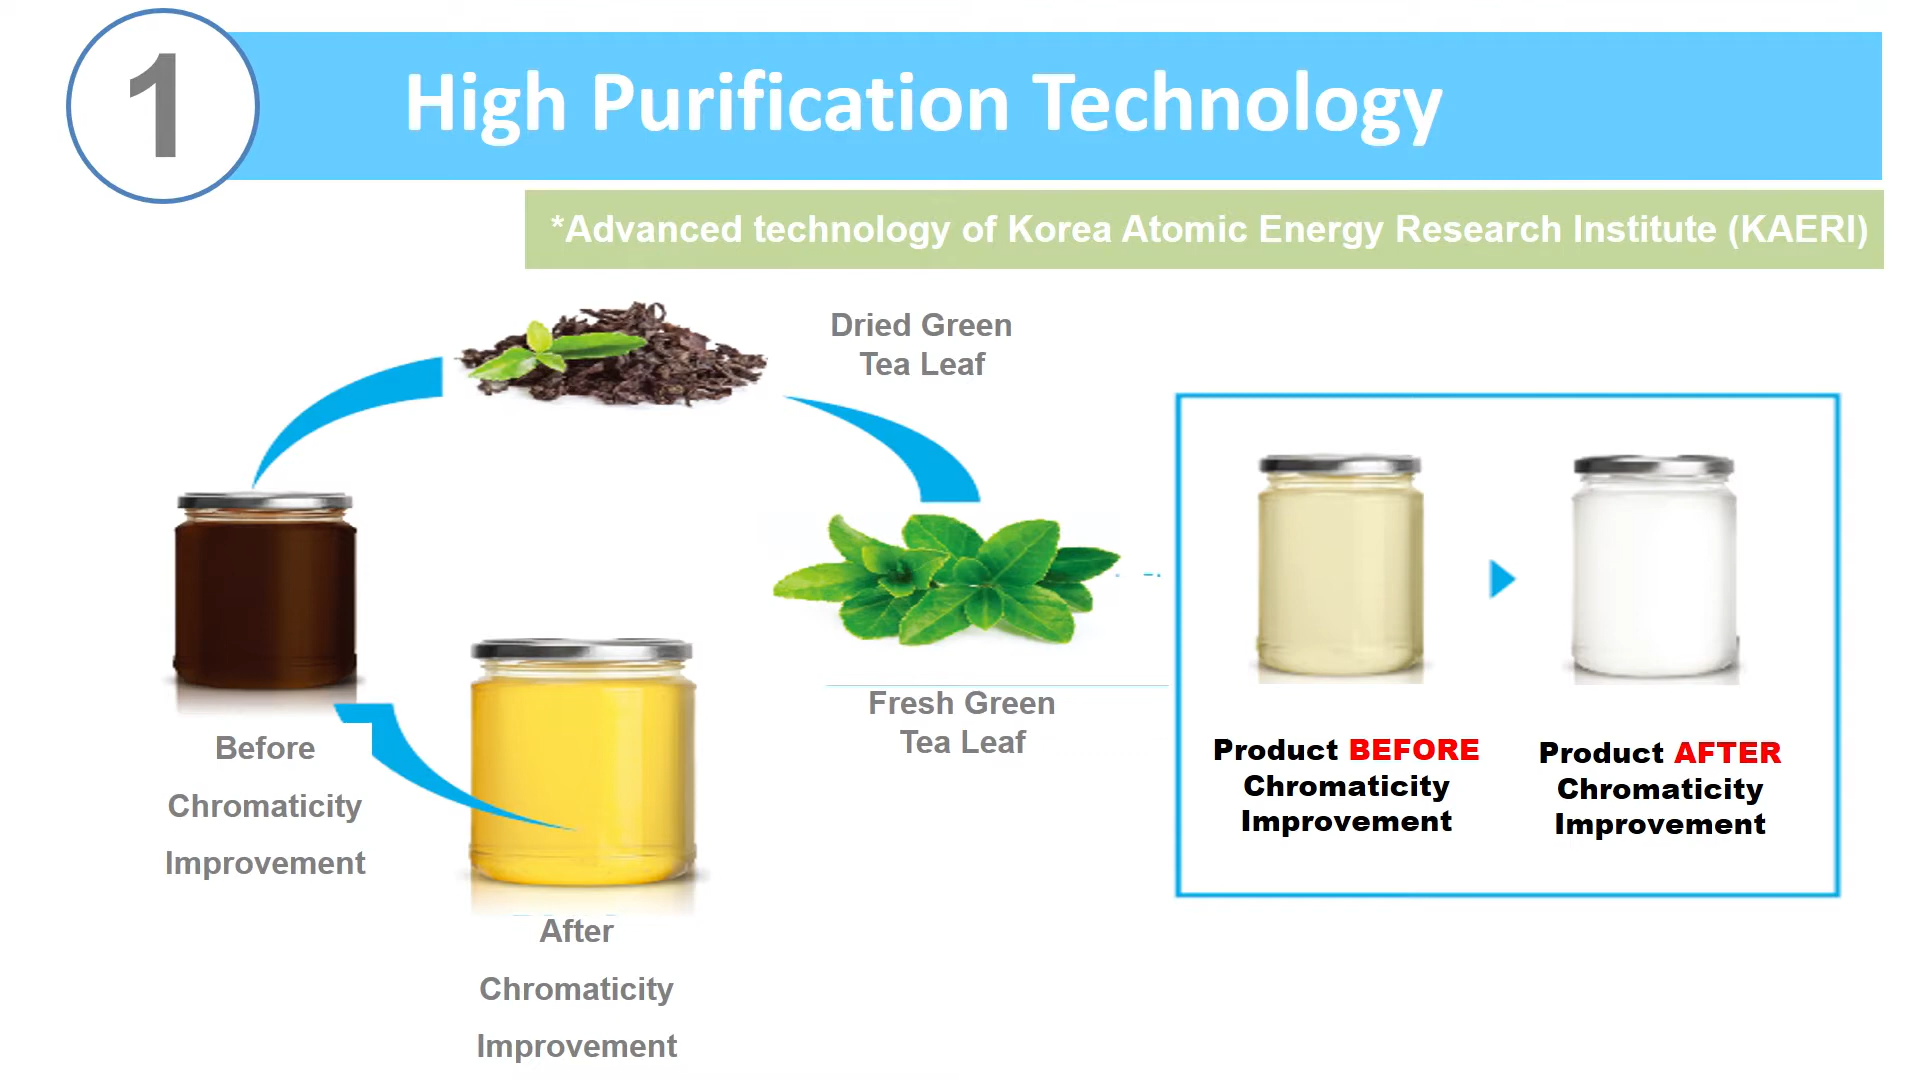 1
High Purification Technology
*Advanced technology of Korea Atomic Energy Research Institute (KAERI)
Dried Green
Tea Leaf
Fresh Green
Tea Leaf
Before
Chromaticity
Improvement
After
Chromaticity
Improvement
Product BEFORE
Chromaticity
Improvement
Product AFTER
Chromaticity
Improvement